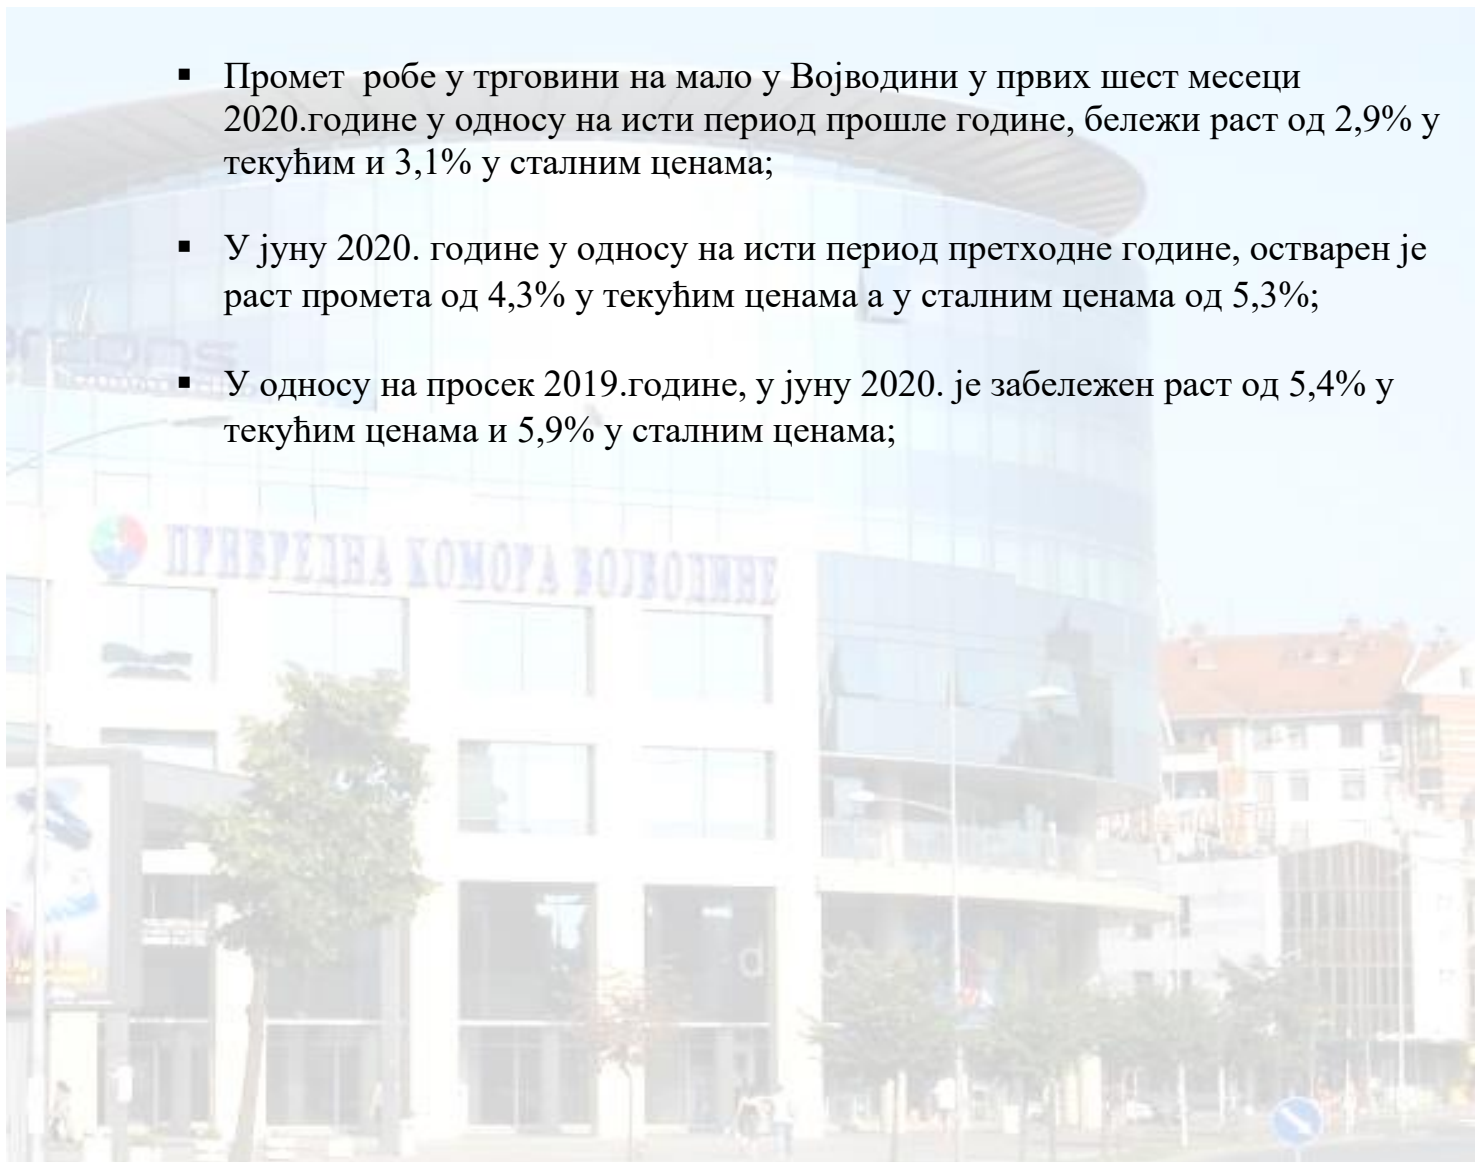 Промет робе у трговини на мало у Војводини у првих шест месеци
2020.године у односу на исти период прошле године, бележи раст од 2,9% у
текућим и 3,1% у сталним ценама;
У јуну 2020. године у односу на исти период претходне године, остварен је
раст промета од 4,3% у текућим ценама а у сталним ценама од 5,3%;
У односу на просек 2019.године, у јуну 2020. је забележен раст од 5,4% у
текућим ценама и 5,9% у сталним ценама;
ПРИВРЕДНА КОМОРА ВОЈВОДИНЕ